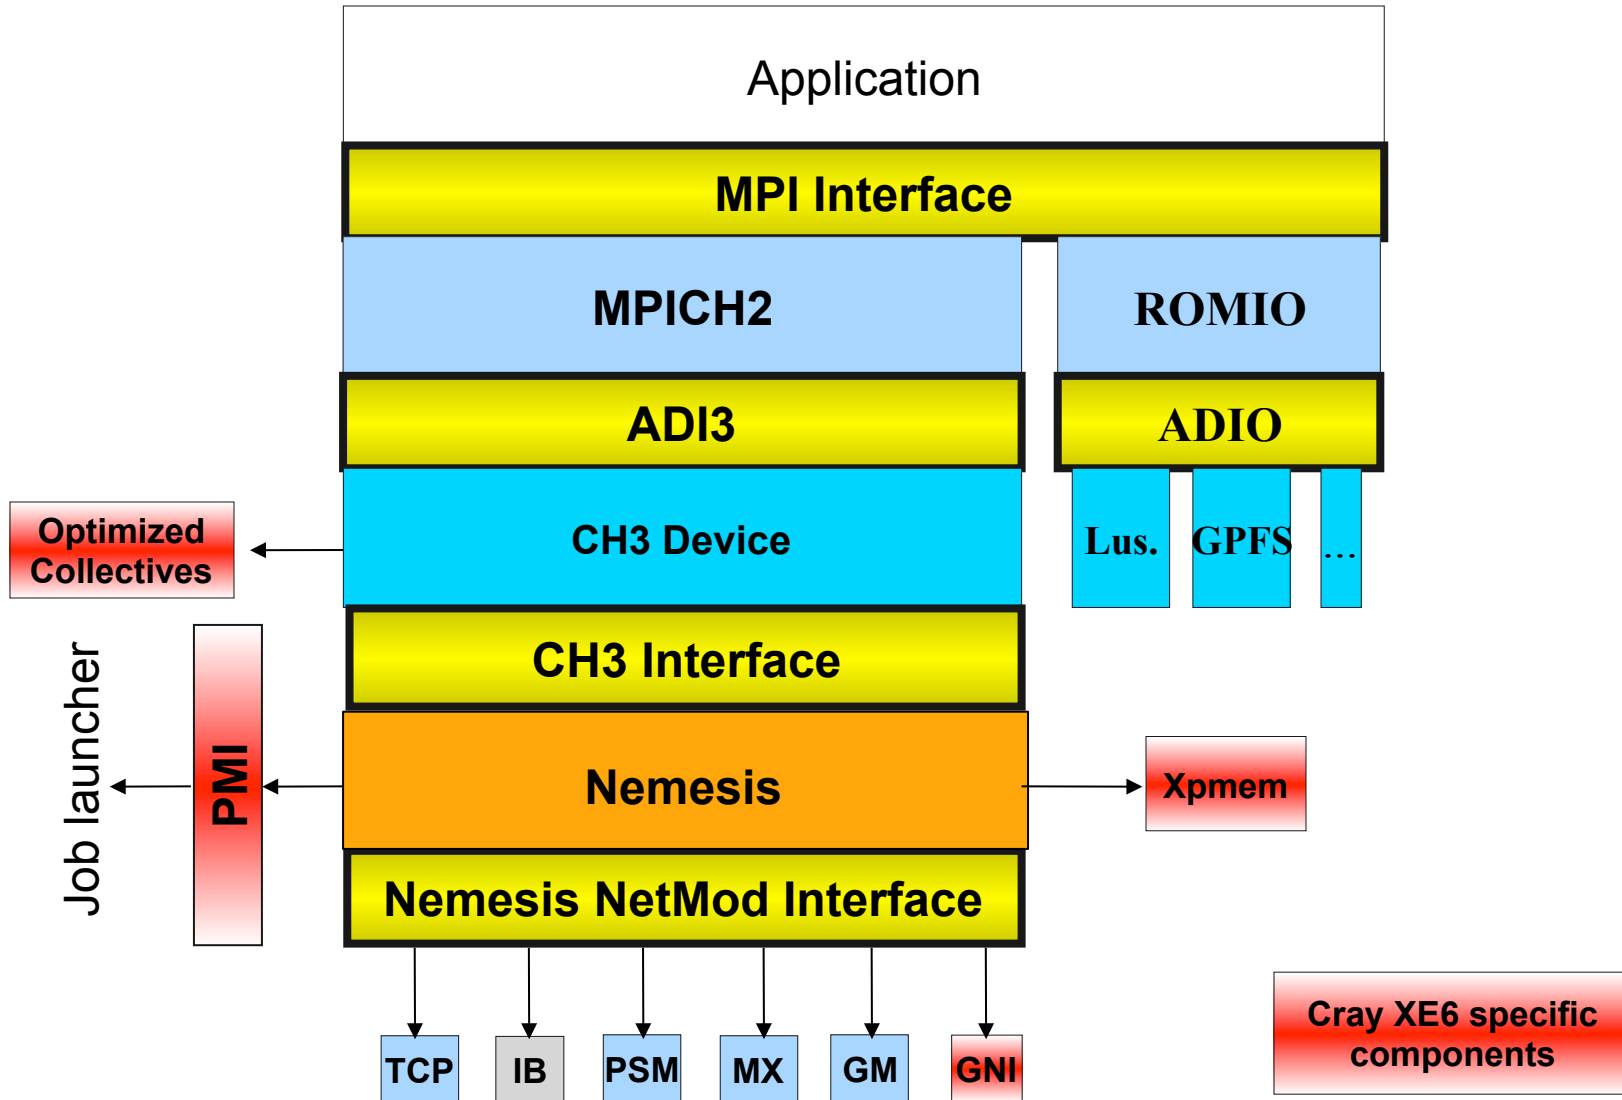 Application
MPI Interface
MPICH2
ROMIO
ADI3
ADIO
Optimized
Collectives
CH3 Device
Lus.
GPFS
...
CH3 Interface
Job launcher
PMI
Nemesis
Xpmem
Nemesis NetMod Interface
TCP
IB
PSM
MX
GM
GNI
Cray XE6 specific
components